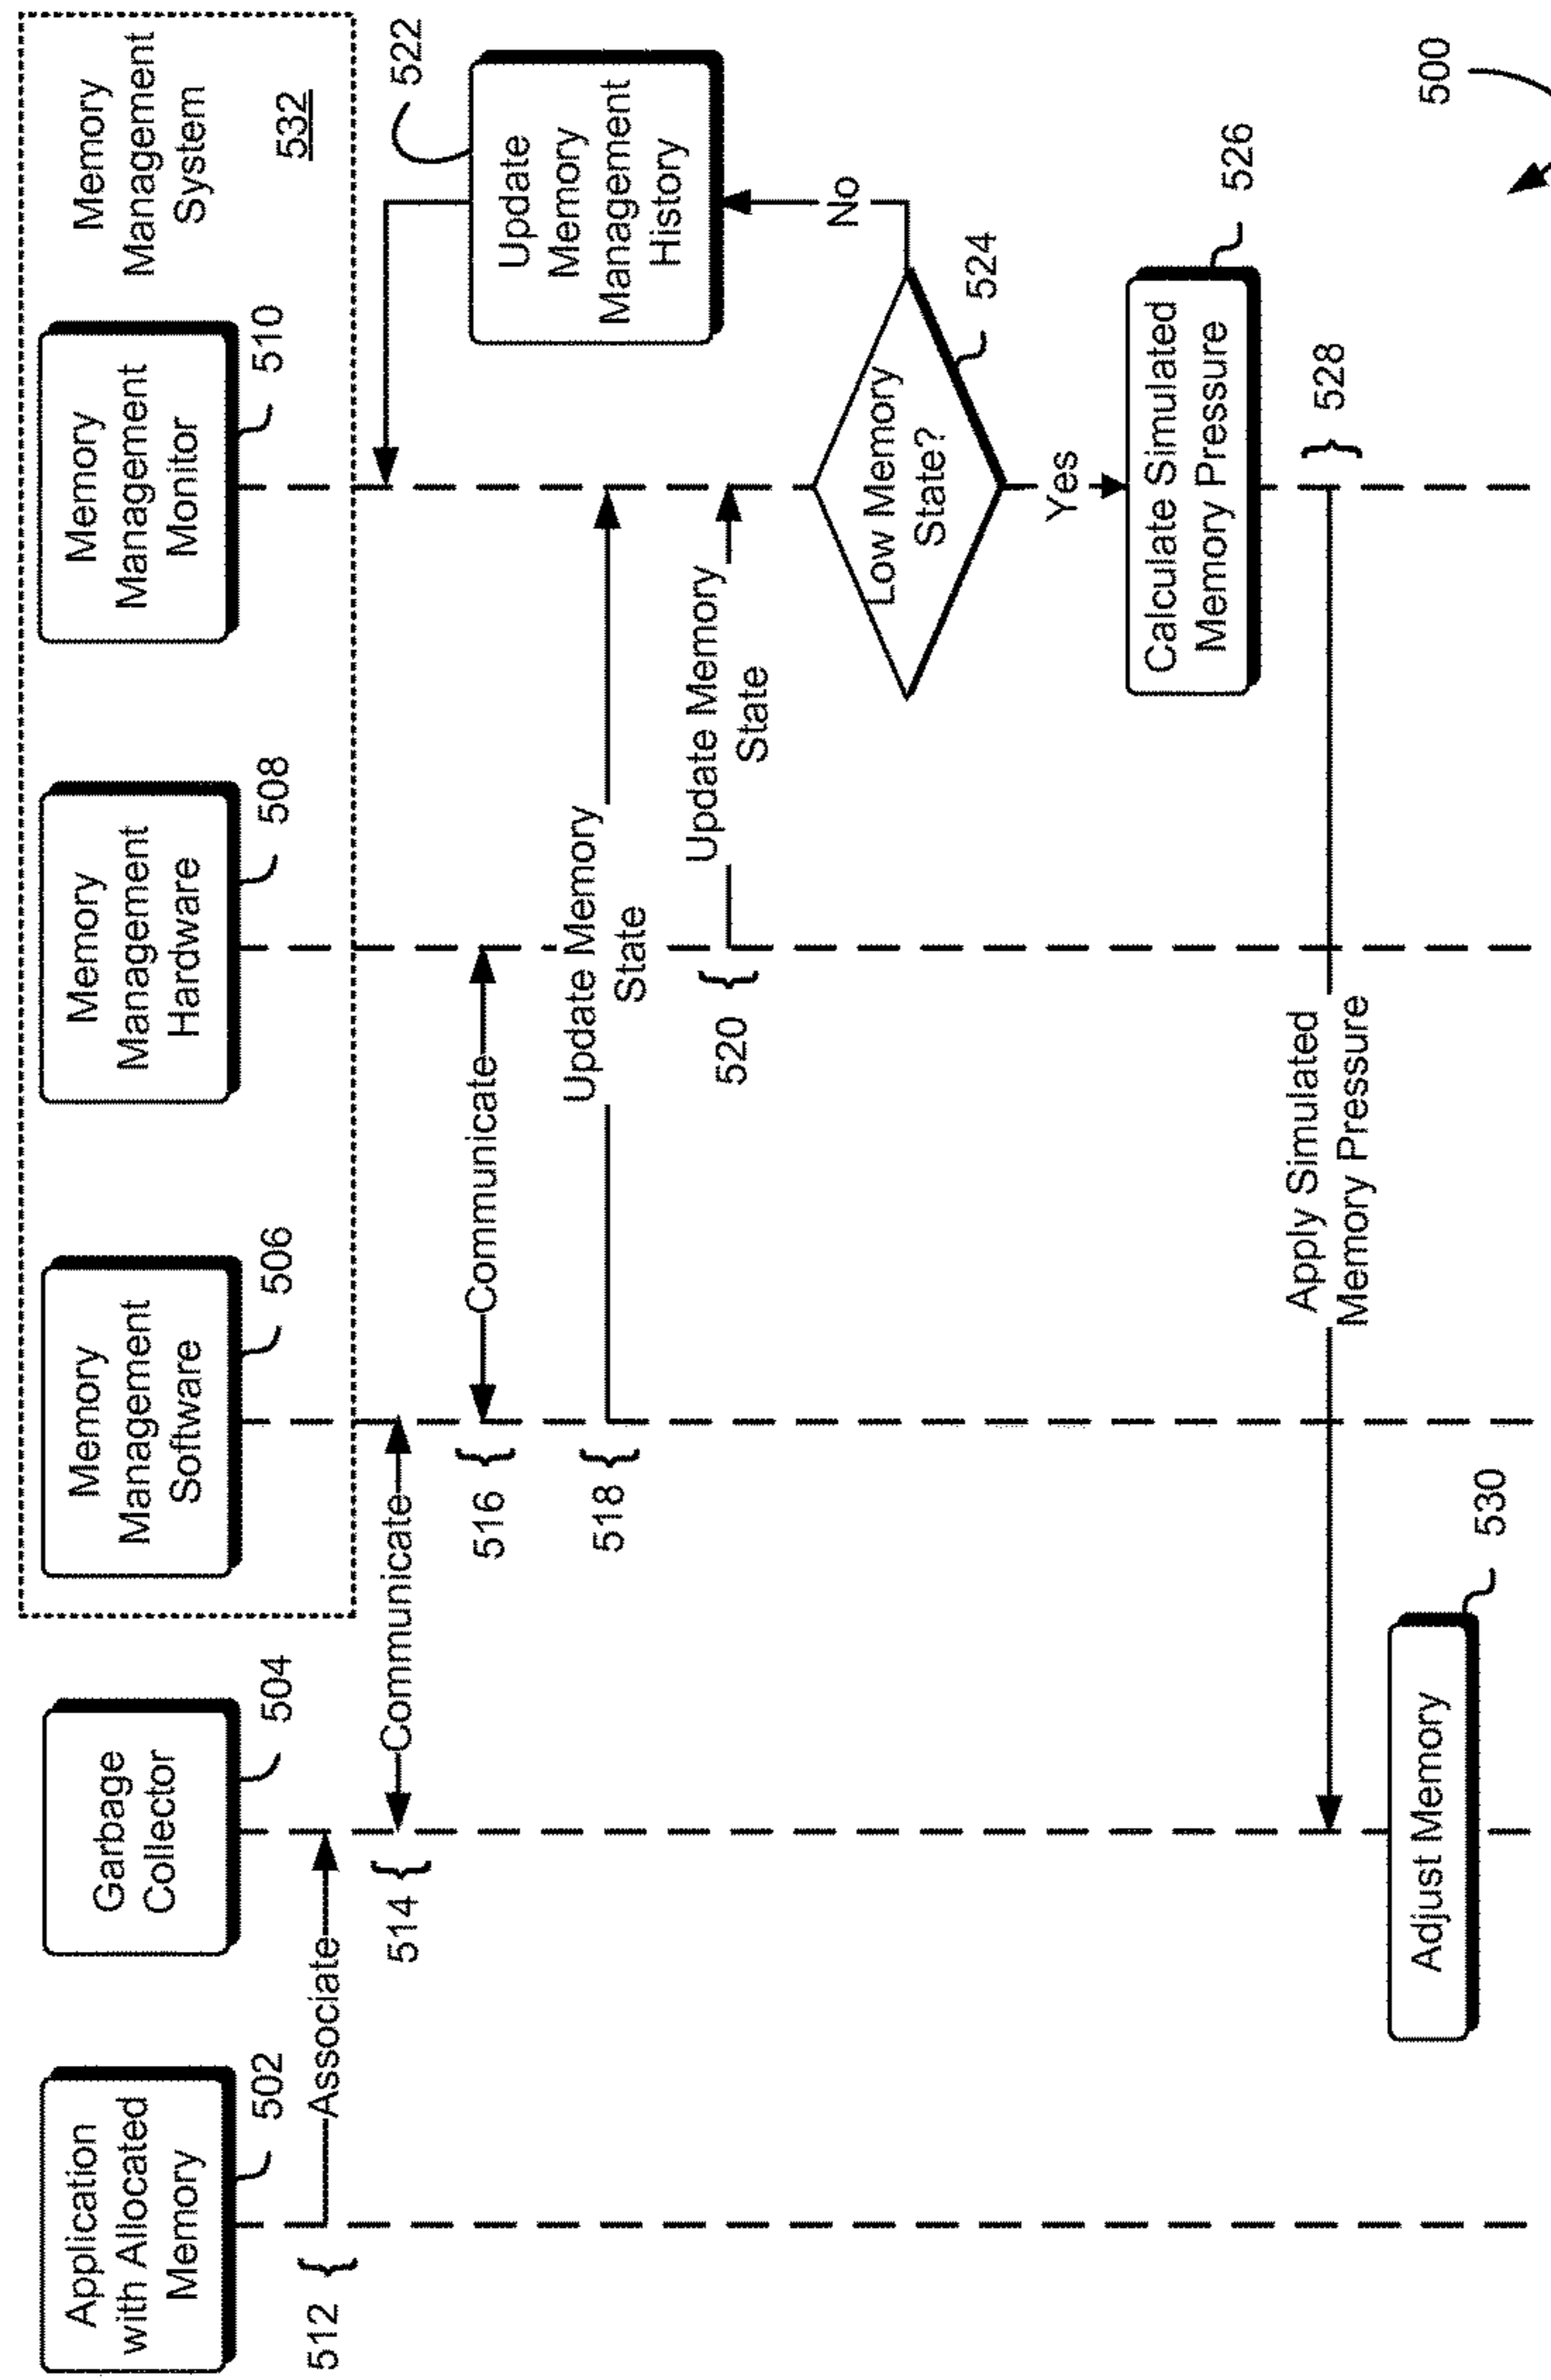 Application
with Allocated
Memory
502
Garbage
Collector
504
Memory
Management
Software
506
Memory
Management
Hardware
508
Memory
Management
Monitor
510
Memory
Management
System
532
512
Associate
514
Communicate
516
Communicate
518
Update Memory
State
520
Update Memory
State
Update
Memory
Management
History
522
No
Low Memory
State?
524
Yes
Calculate Simulated
Memory Pressure
526
528
Apply Simulated
Memory Pressure
Adjust Memory
530
500